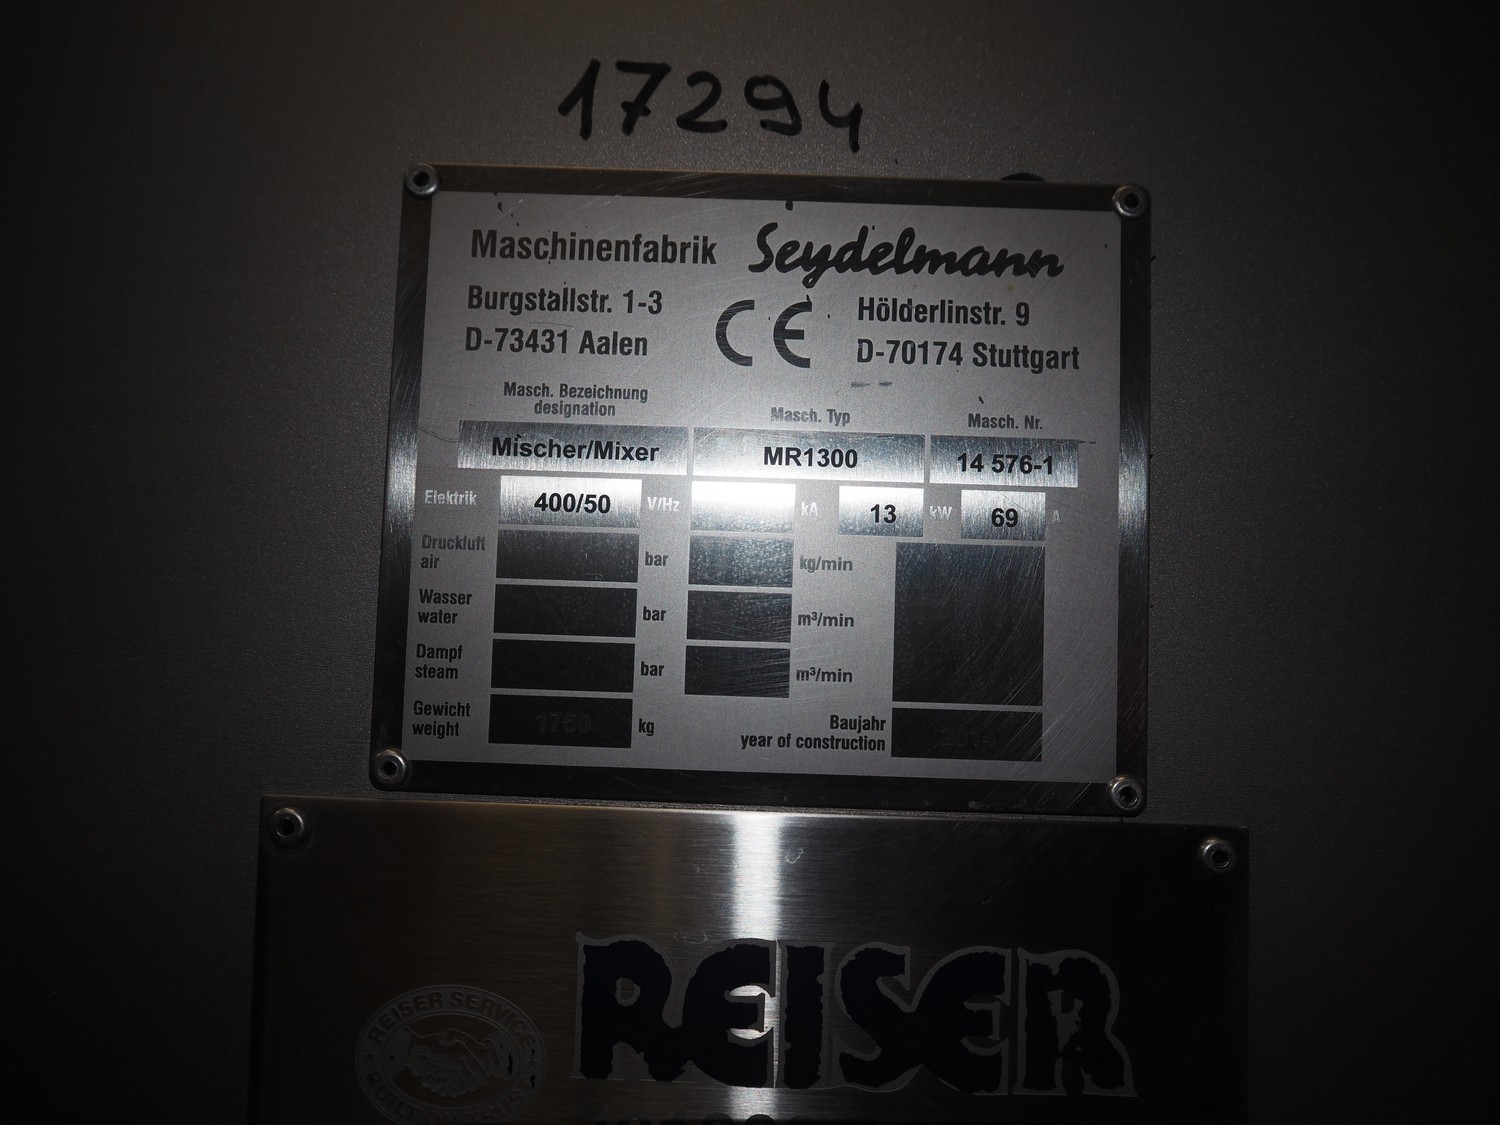 17294
Maschinenfabrik Seydelmann
Burgstallstr. 1-3
D-73431 Aalen
CE
Hölderlinstr. 9
D-70174 Stuttgart
Masch. Bezeichnung
designation
Masch. Typ
Masch. Nr.
Mischer/Mixer MR1300 14 576-1
Elektrik 400/50 V/Hz kA 13 kW 69 A
Druckluft
air
bar kg/min
Wasser
water
bar m³/min
Dampf
steam
bar m³/min
Gewicht
weight
1750 kg
Baujahr
year of construction
REISER
REISER SERVICE